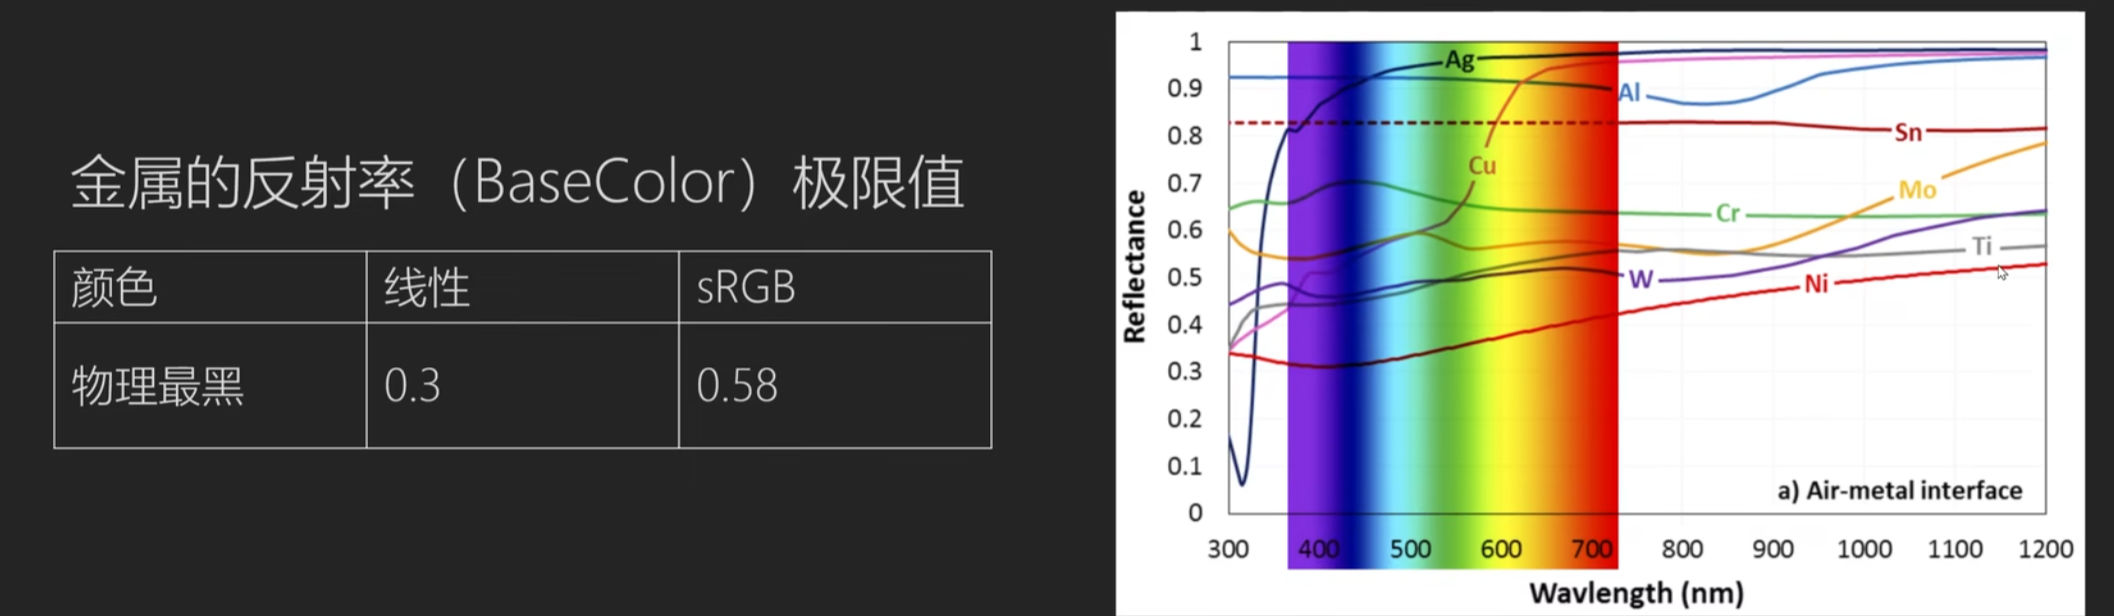 金属的反射率（BaseColor）极限值
颜色 线性 sRGB
物理最黑 0.3 0.58
1
0.9
0.8
0.7
0.6
0.5
0.4
0.3
0.2
0.1
0
Reflectance
Ag
Al
Sn
Cu
Mo
Cr
Ti
W
Ni
a) Air-metal interface
300 400 500 600 700 800 900 1000 1100 1200
Wavlength (nm)